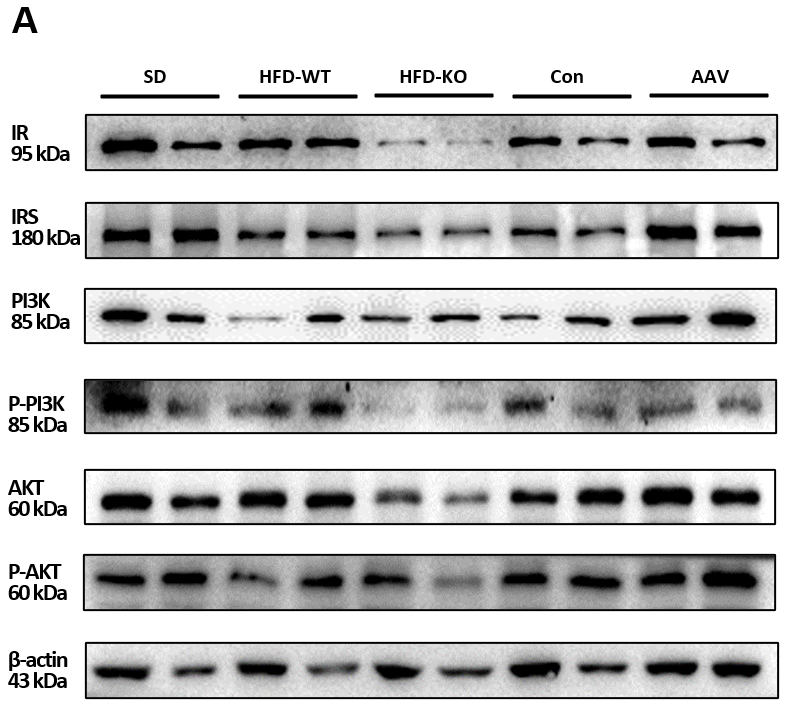 A
SD HFD-WT HFD-KO Con AAV
IR
95 kDa
IRS
180 kDa
PI3K
85 kDa
P-PI3K
85 kDa
AKT
60 kDa
P-AKT
60 kDa
β-actin
43 kDa